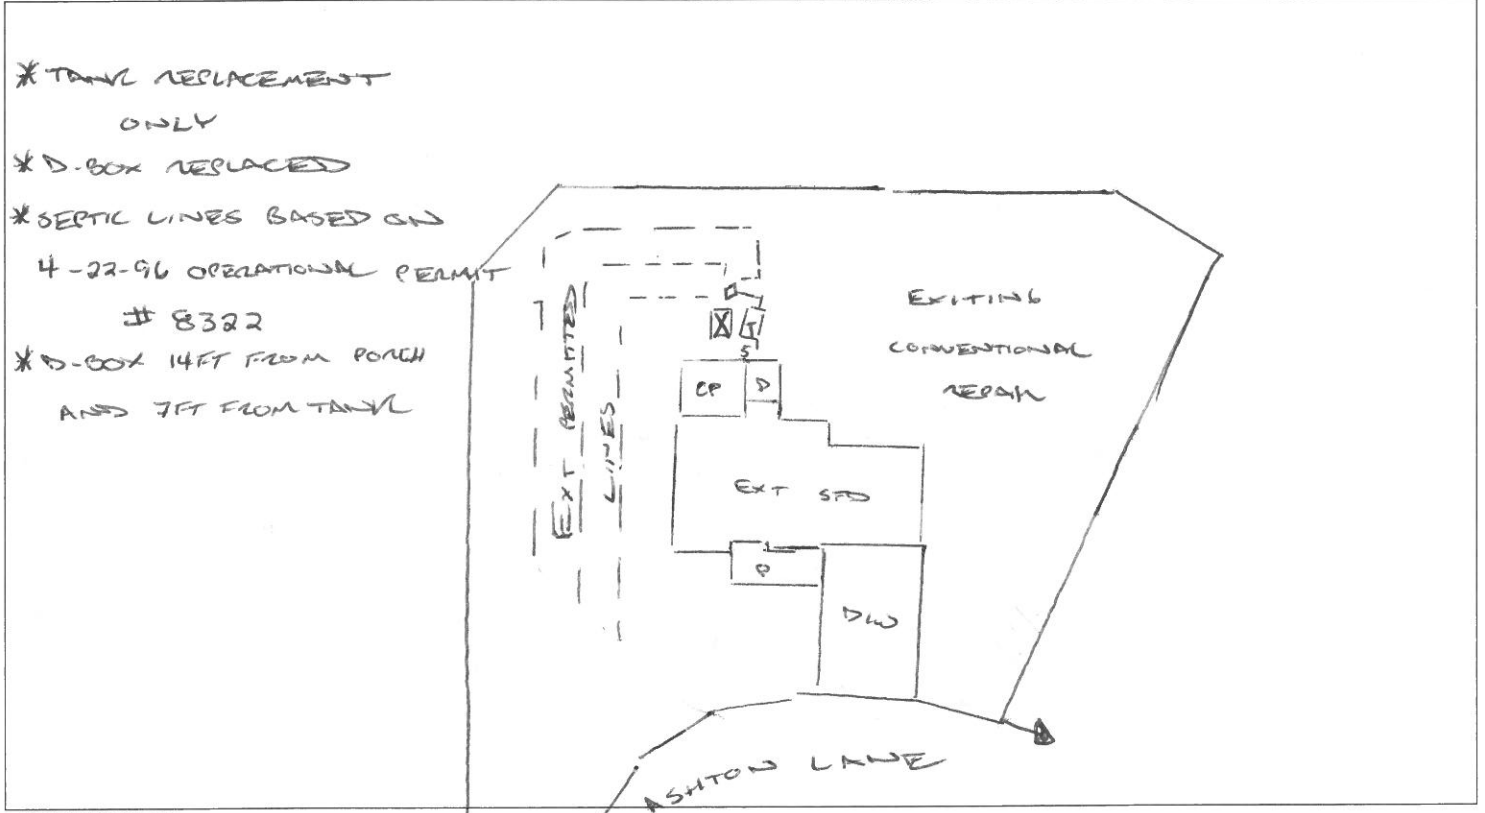 * TANK REPLACEMENT
ONLY
* D-BOX REPLACED
* SEPTIC LINES BASED ON
4-22-96 OPERATIONAL PERMIT
# 8322
* D-BOX 14FT FROM PORCH
AND 7FT FROM TANK
EXT PERMITTED
LINES
X
T
5
CP
D
EXITING
CONVENTIONAL
REPAIR
EXT SFD
P
DW
ASHTON LANE